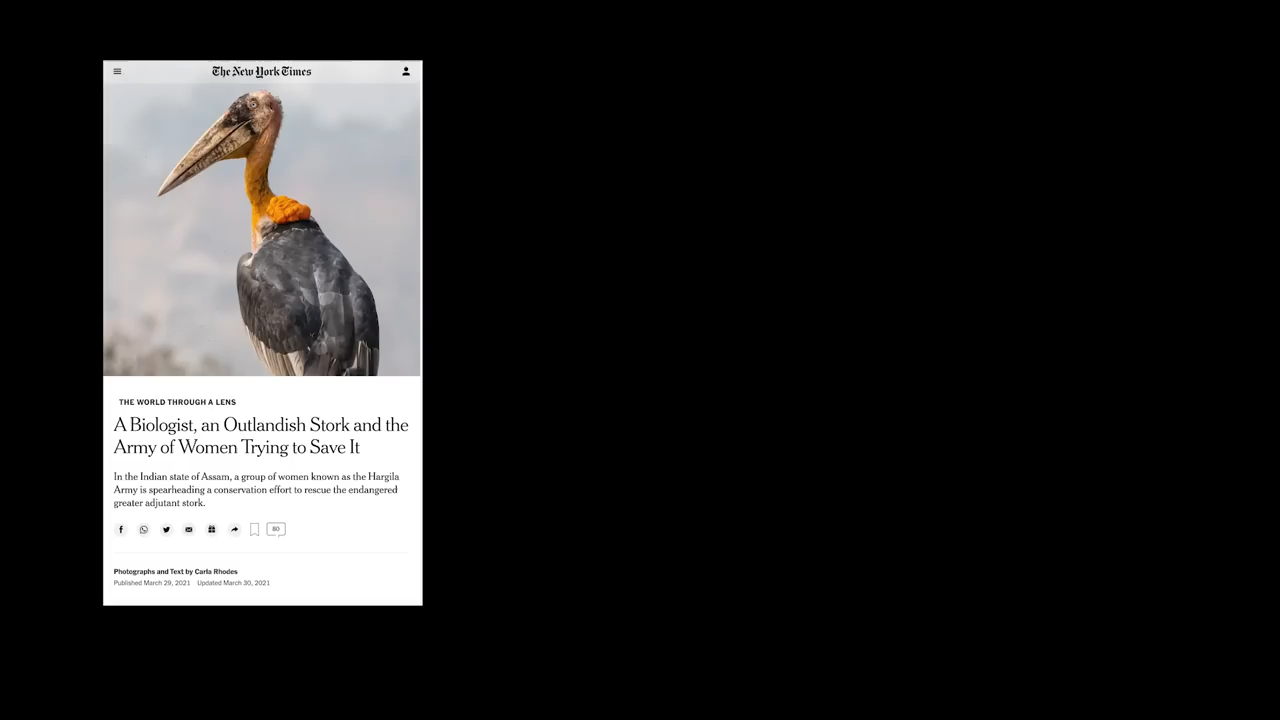 The New York Times
THE WORLD THROUGH A LENS
A Biologist, an Outlandish Stork and the
Army of Women Trying to Save It
In the Indian state of Assam, a group of women known as the Hargila
Army is spearheading a conservation effort to rescue the endangered
greater adjutant stork.
80
Photographs and Text by Carla Rhodes
Published March 29, 2021 Updated March 30, 2021